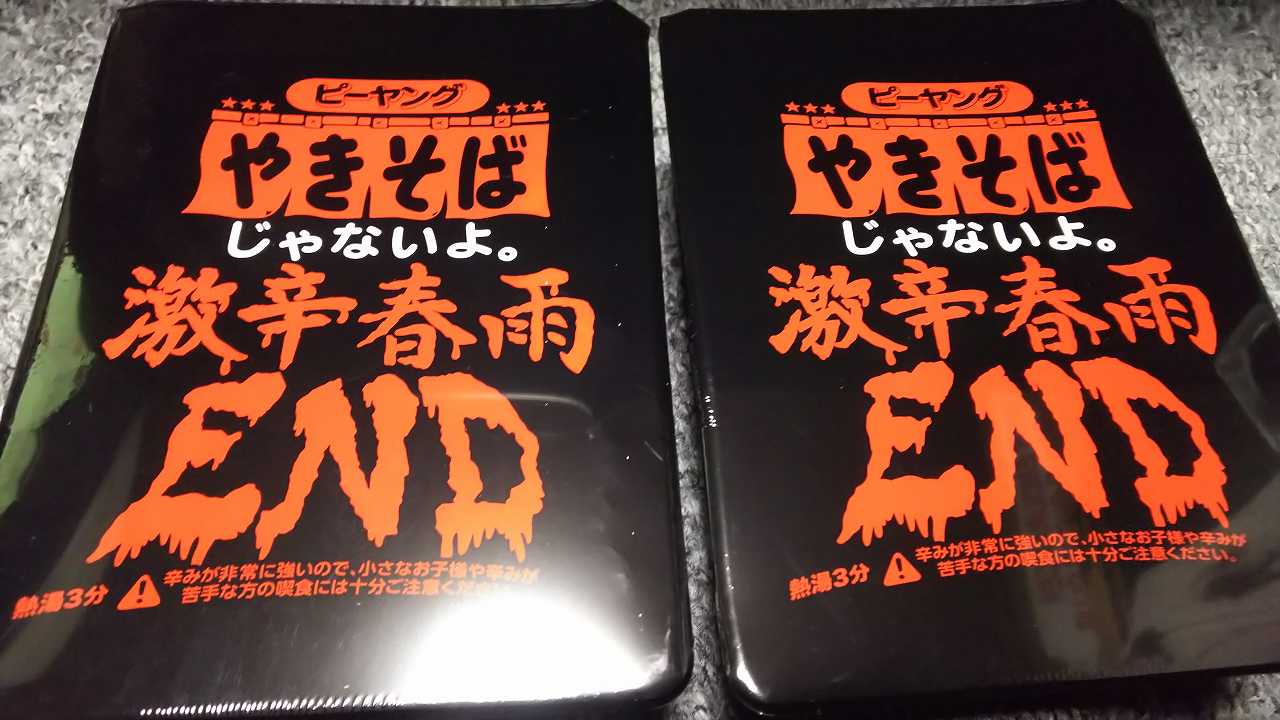 ピーヤング
やきそば
じゃないよ。
激辛春雨
END
熱湯3分
辛みが非常に強いので、小さなお子様や辛みが
苦手な方の喫食には十分ご注意ください。
ピーヤング
やきそば
じゃないよ。
激辛春雨
END
熱湯3分
辛みが非常に強いので、小さなお子様や辛みが
苦手な方の喫食には十分ご注意ください。